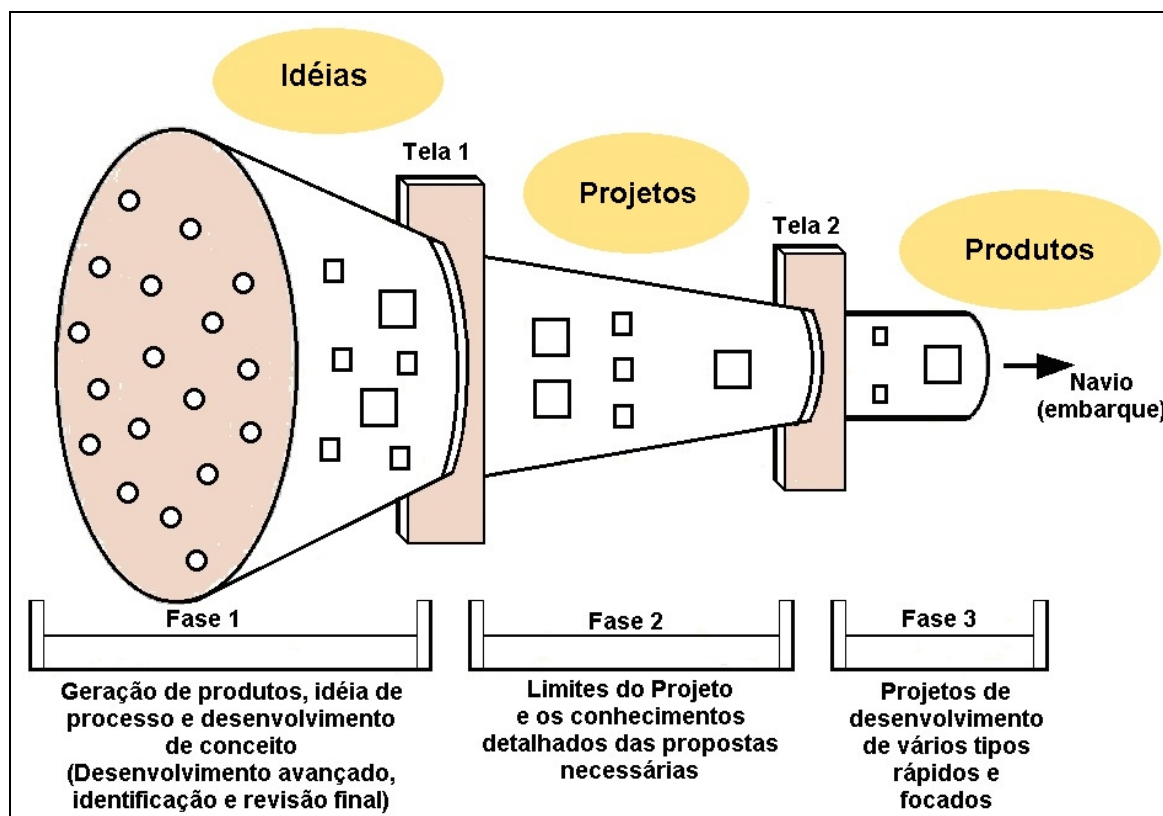 Idéias
Tela 1
Projetos
Tela 2
Produtos
Navio
(embarque)
Fase 1
Geração de produtos, idéia de
processo e desenvolvimento
de conceito
(Desenvolvimento avançado,
identificação e revisão final)
Fase 2
Limites do Projeto
e os conhecimentos
detalhados das propostas
necessárias
Fase 3
Projetos de
desenvolvimento
de vários tipos
rápidos e
focados